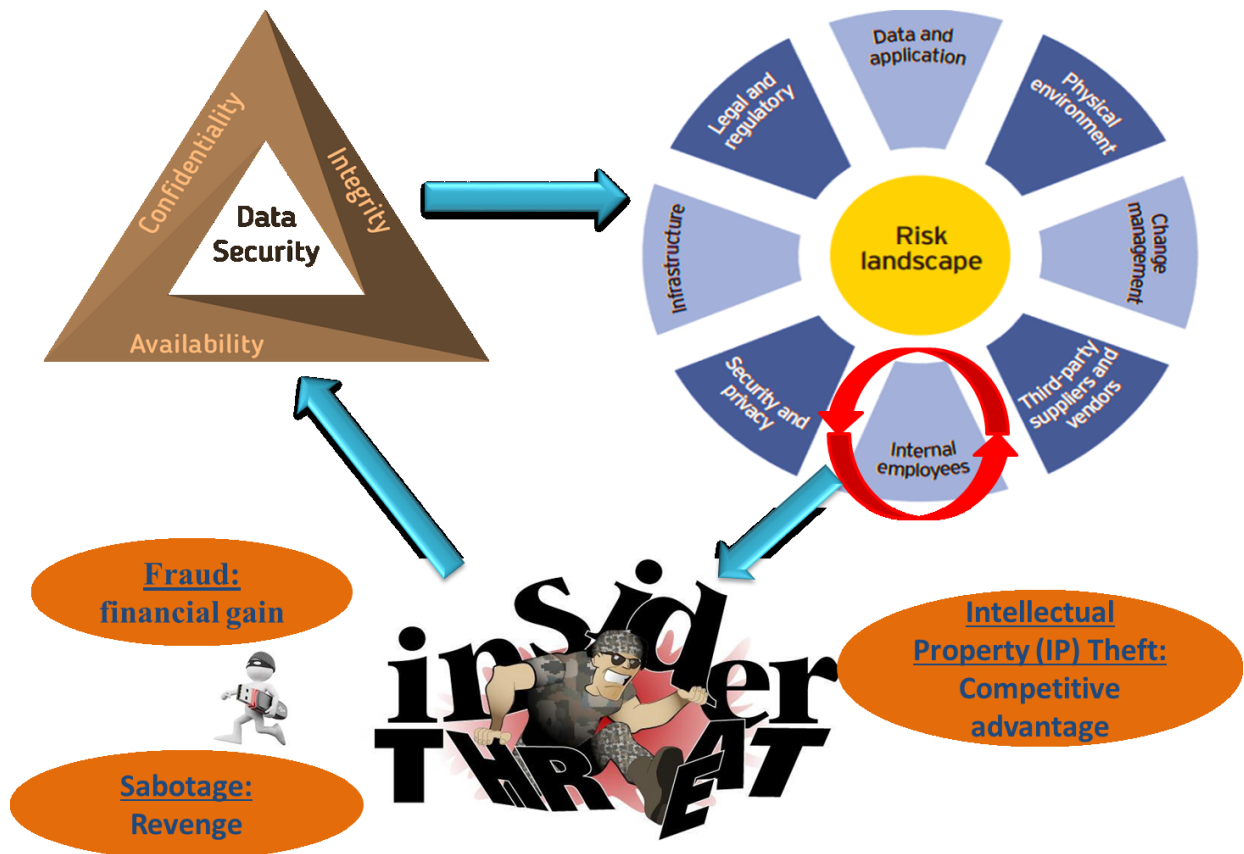 Confidentiality
Integrity
Availability
Data
Security
Data and
application
Physical
environment
Change
management
Third-party
suppliers and
vendors
Internal
employees
Security and
privacy
Infrastructure
Legal and
regulatory
Risk
landscape
Fraud:
financial gain
Sabotage:
Revenge
insider
THREAT
Intellectual
Property (IP) Theft:
Competitive
advantage